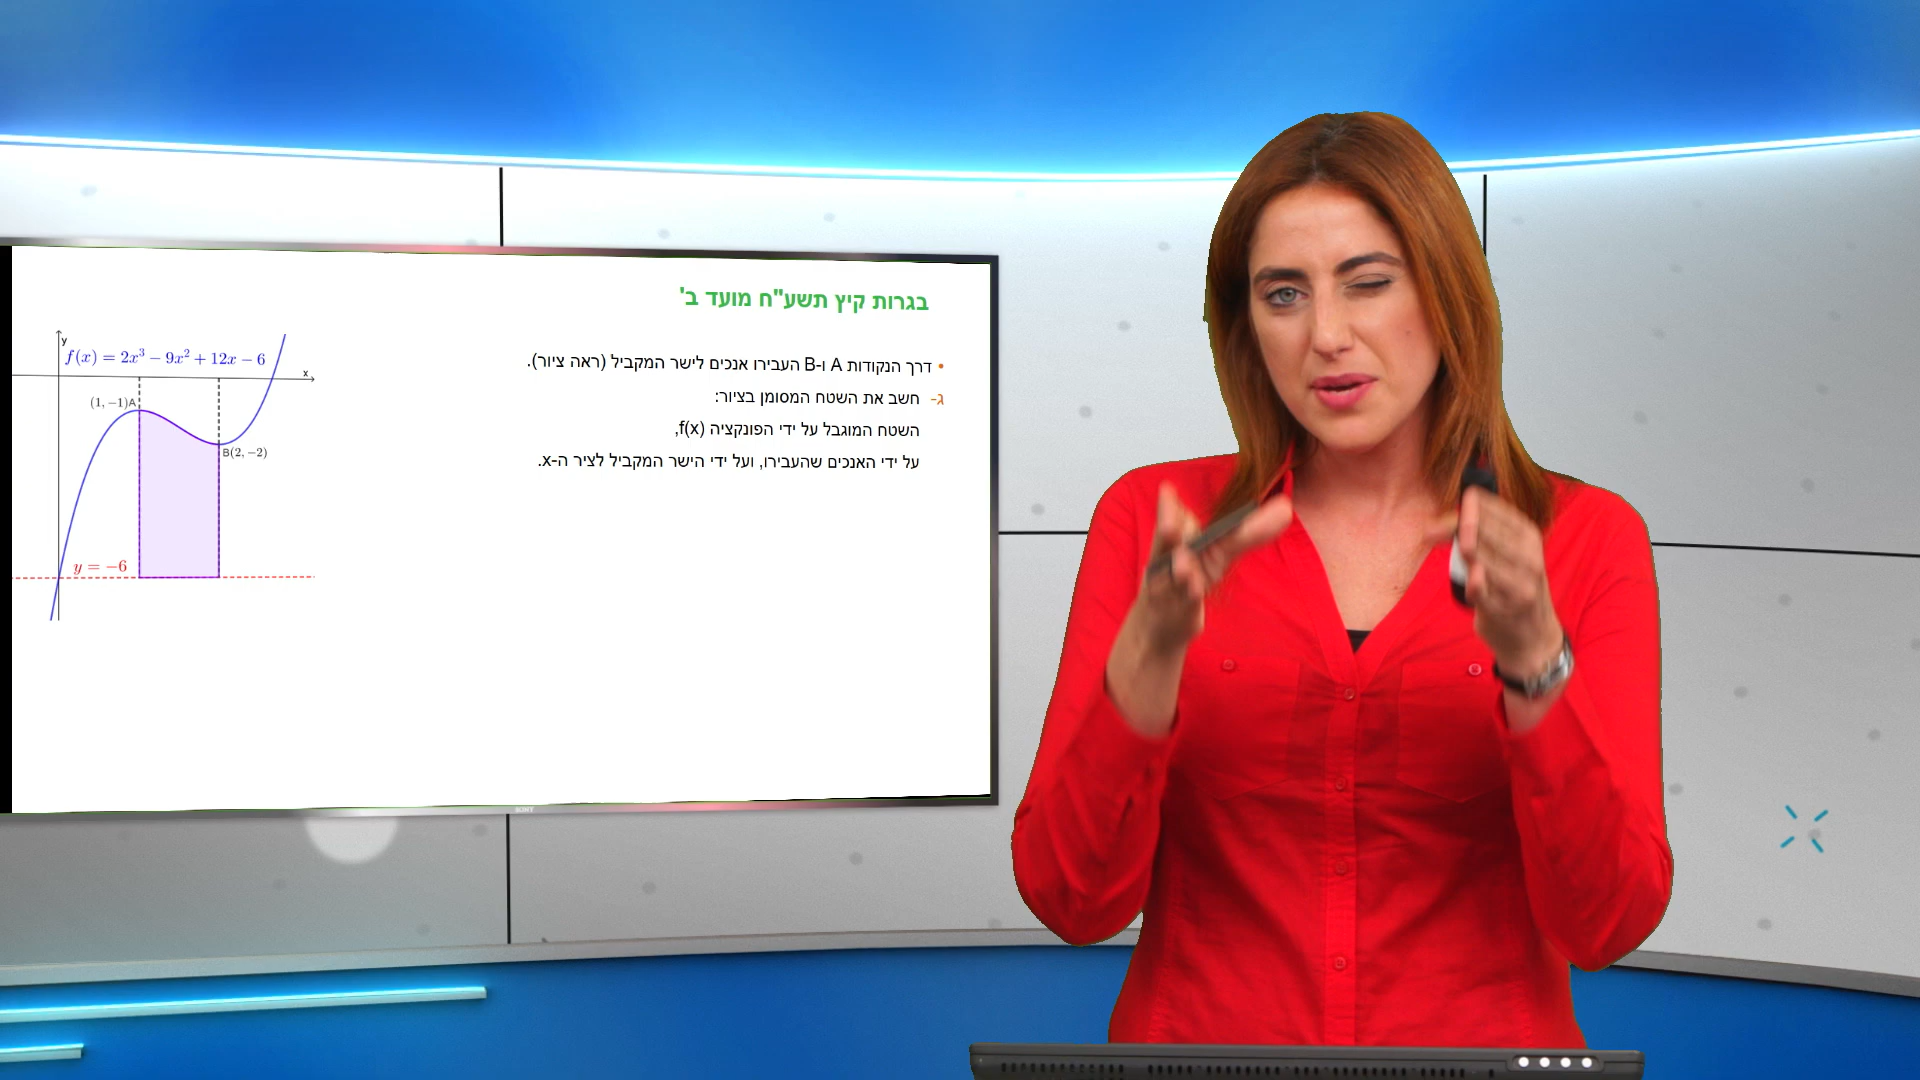 בגרות קיץ תשע"ח מועד ב'
• דרך הנקודות A ו-B העבירו אנכים לישר המקביל (ראה ציור).
ג- חשב את השטח המסומן בציור:
השטח המוגבל על ידי הפונקציה f(x),
על ידי האנכים שהעבירו, ועל ידי הישר המקביל לציר ה-x.
y
f(x) = 2x³ − 9x² + 12x − 6
x
(1, −1)A
B(2, −2)
y = −6
SONY